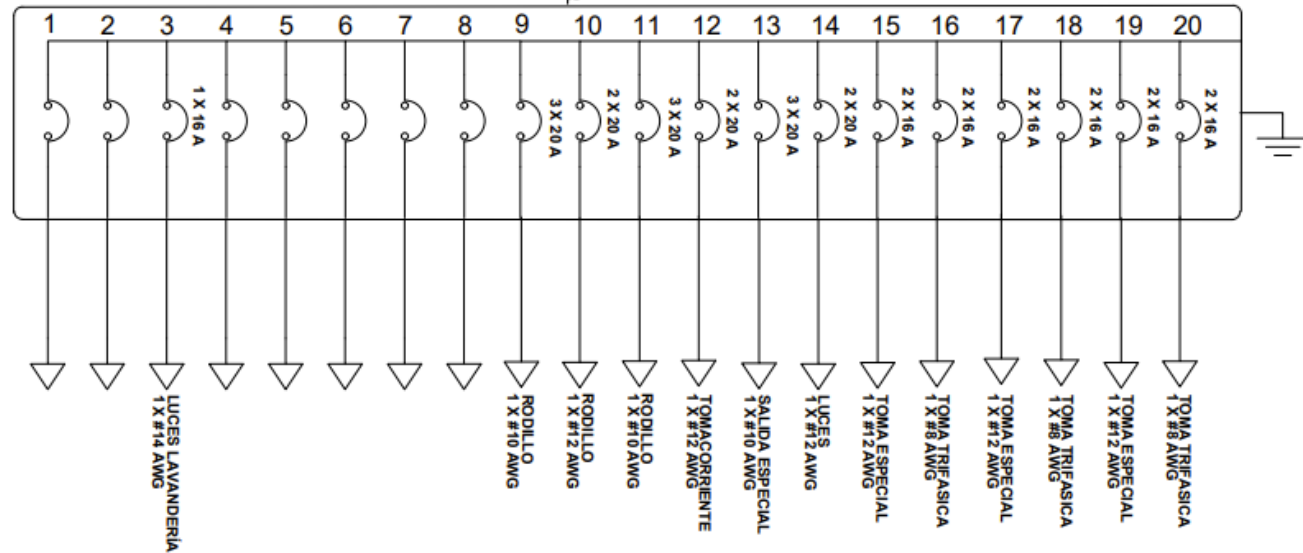 1 2 3 4 5 6 7 8 9 10 11 12 13 14 15 16 17 18 19 20
1 X 16 A
3 X 20 A
2 X 20 A
3 X 20 A
2 X 20 A
3 X 20 A
2 X 20 A
2 X 16 A
2 X 16 A
2 X 16 A
2 X 16 A
2 X 16 A
2 X 16 A
LUCES LAVANDERÍA
1 X #14 AWG
RODILLO
1 X #10 AWG
RODILLO
1 X #12 AWG
RODILLO
1 X #10 AWG
TOMACORRIENTE
1 X #12 AWG
SALIDA ESPECIAL
1 X #10 AWG
LUCES
1 X #12 AWG
TOMA ESPECIAL
1 X #12 AWG
TOMA TRIFASICA
1 X #8 AWG
TOMA ESPECIAL
1 X #12 AWG
TOMA TRIFASICA
1 X #8 AWG
TOMA ESPECIAL
1 X #12 AWG
TOMA TRIFASICA
1 X #8 AWG